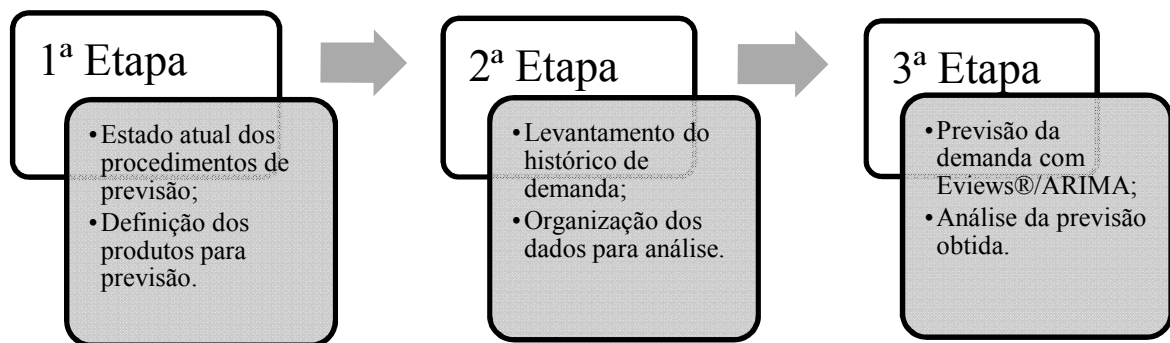 1ª Etapa
•Estado atual dos
procedimentos de
previsão;
•Definição dos
produtos para
previsão.
2ª Etapa
•Levantamento do
histórico de
demanda;
•Organização dos
dados para análise.
3ª Etapa
•Previsão da
demanda com
Eviews®/ARIMA;
•Análise da previsão
obtida.